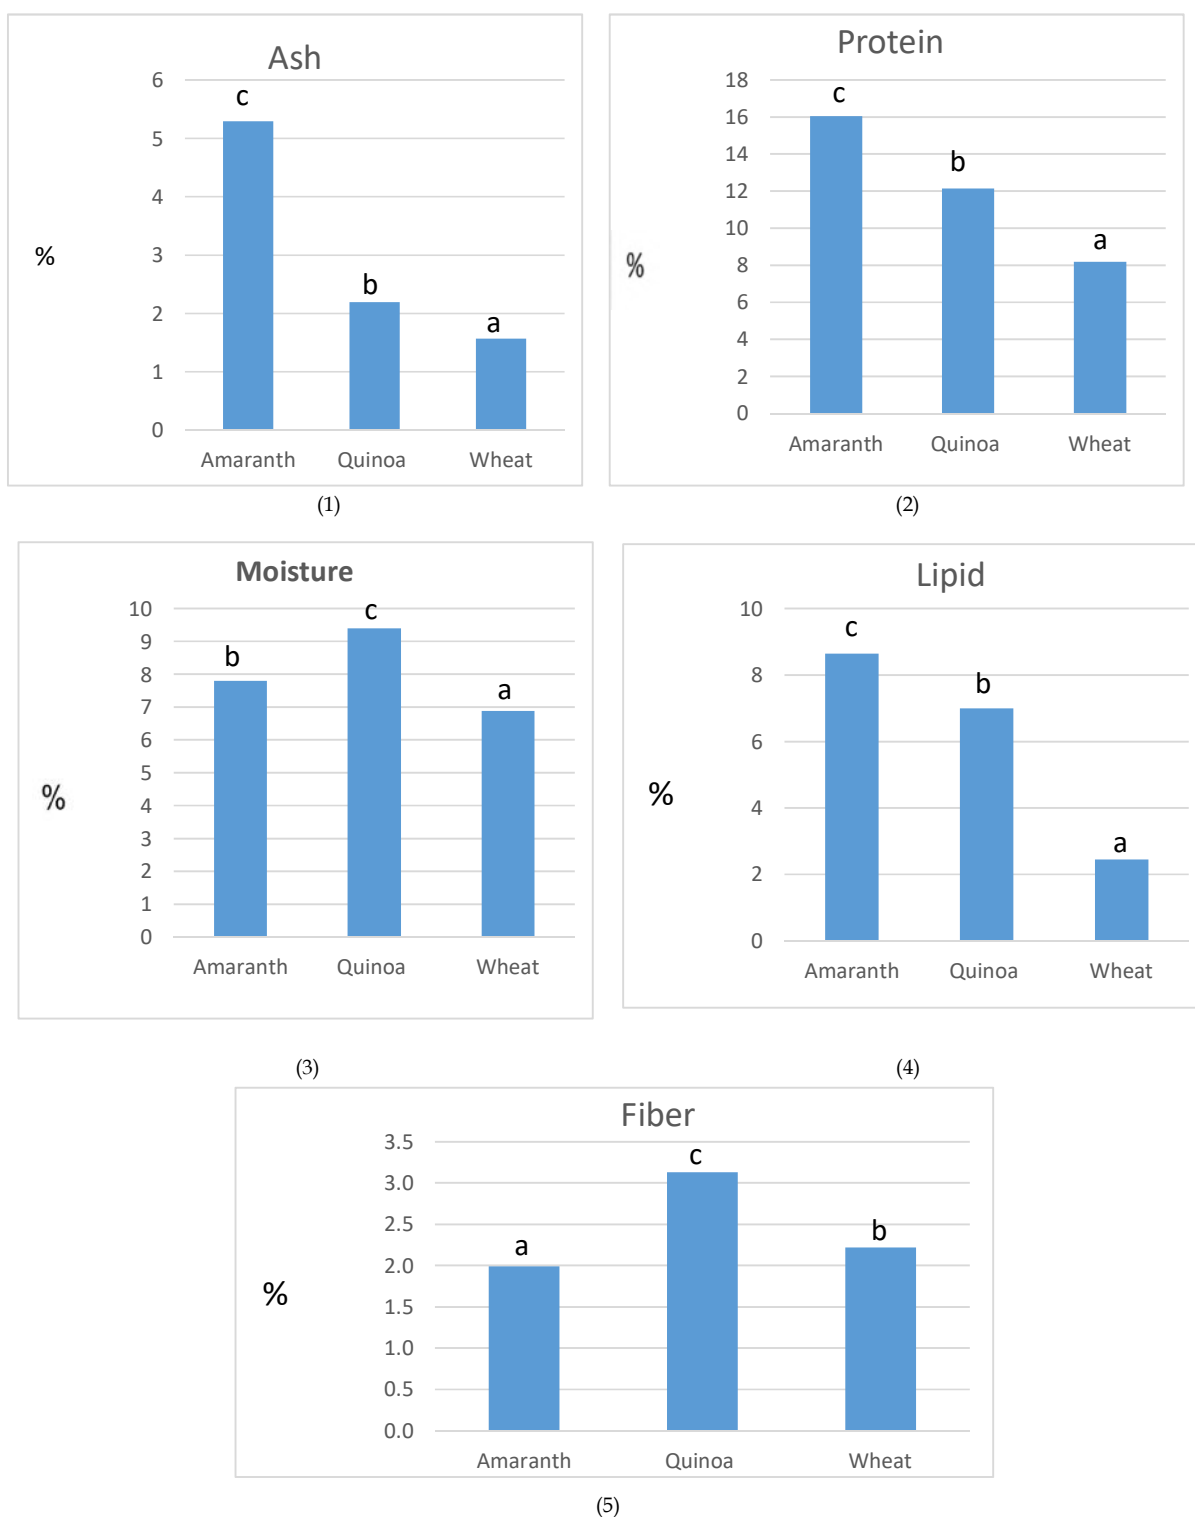 Ash
6
c
5
4
3
%
b
2
a
1
0
Amaranth Quinoa Wheat
(1)
Protein
18
c
16
14
b
12
10
a
8
%
6
4
2
0
Amaranth Quinoa Wheat
(2)
Moisture
10
c
9
b
8
a
7
6
5
%
4
3
2
1
0
Amaranth Quinoa Wheat
(3)
Lipid
10
c
8
b
6
%
4
a
2
0
Amaranth Quinoa Wheat
(4)
Fiber
3.5
c
3.0
2.5
a
b
2.0
%
1.5
1.0
0.5
0.0
Amaranth Quinoa Wheat
(5)